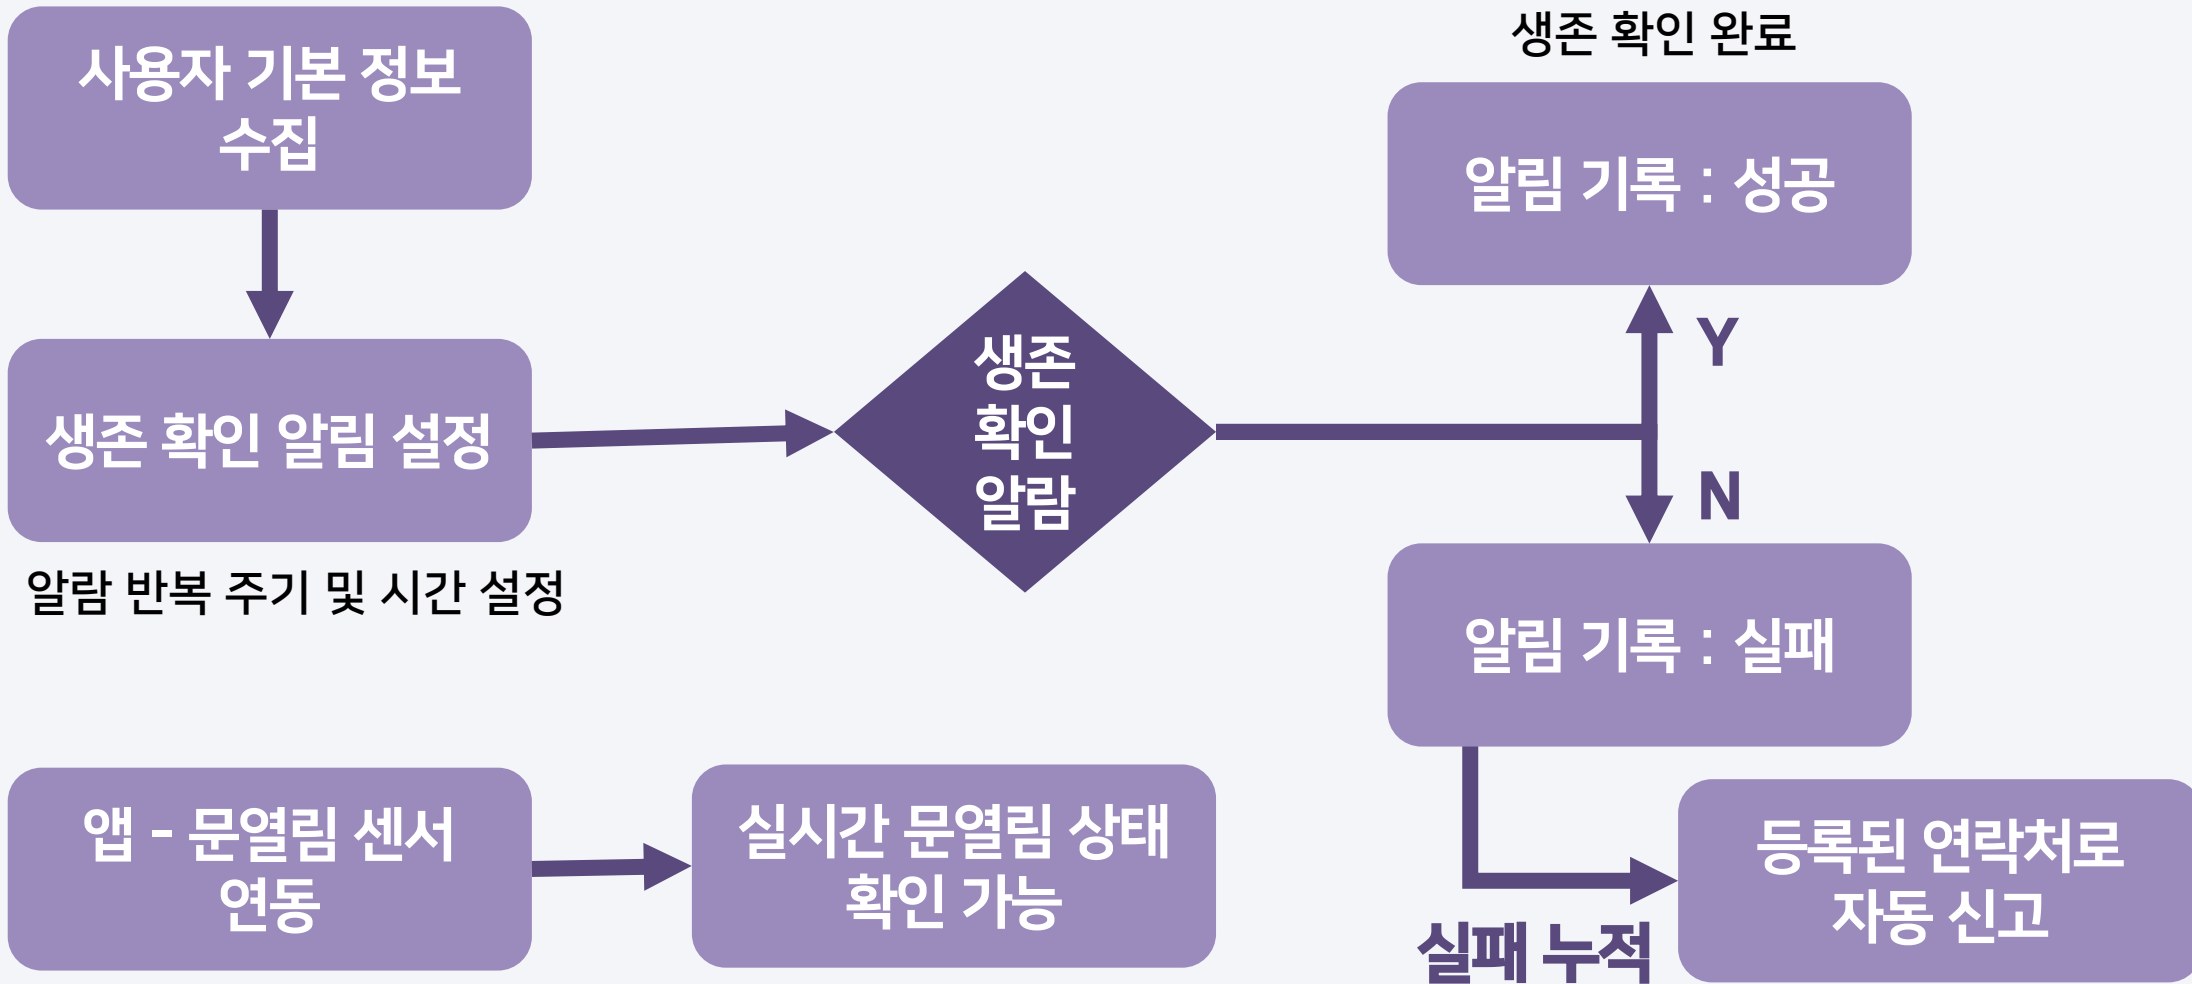 사용자 기본 정보
수집
생존 확인 알림 설정
알람 반복 주기 및 시간 설정
생존
확인
알람
생존 확인 완료
알림 기록 : 성공
Y
N
알림 기록 : 실패
실패 누적
등록된 연락처로
자동 신고
앱 - 문열림 센서
연동
실시간 문열림 상태
확인 가능